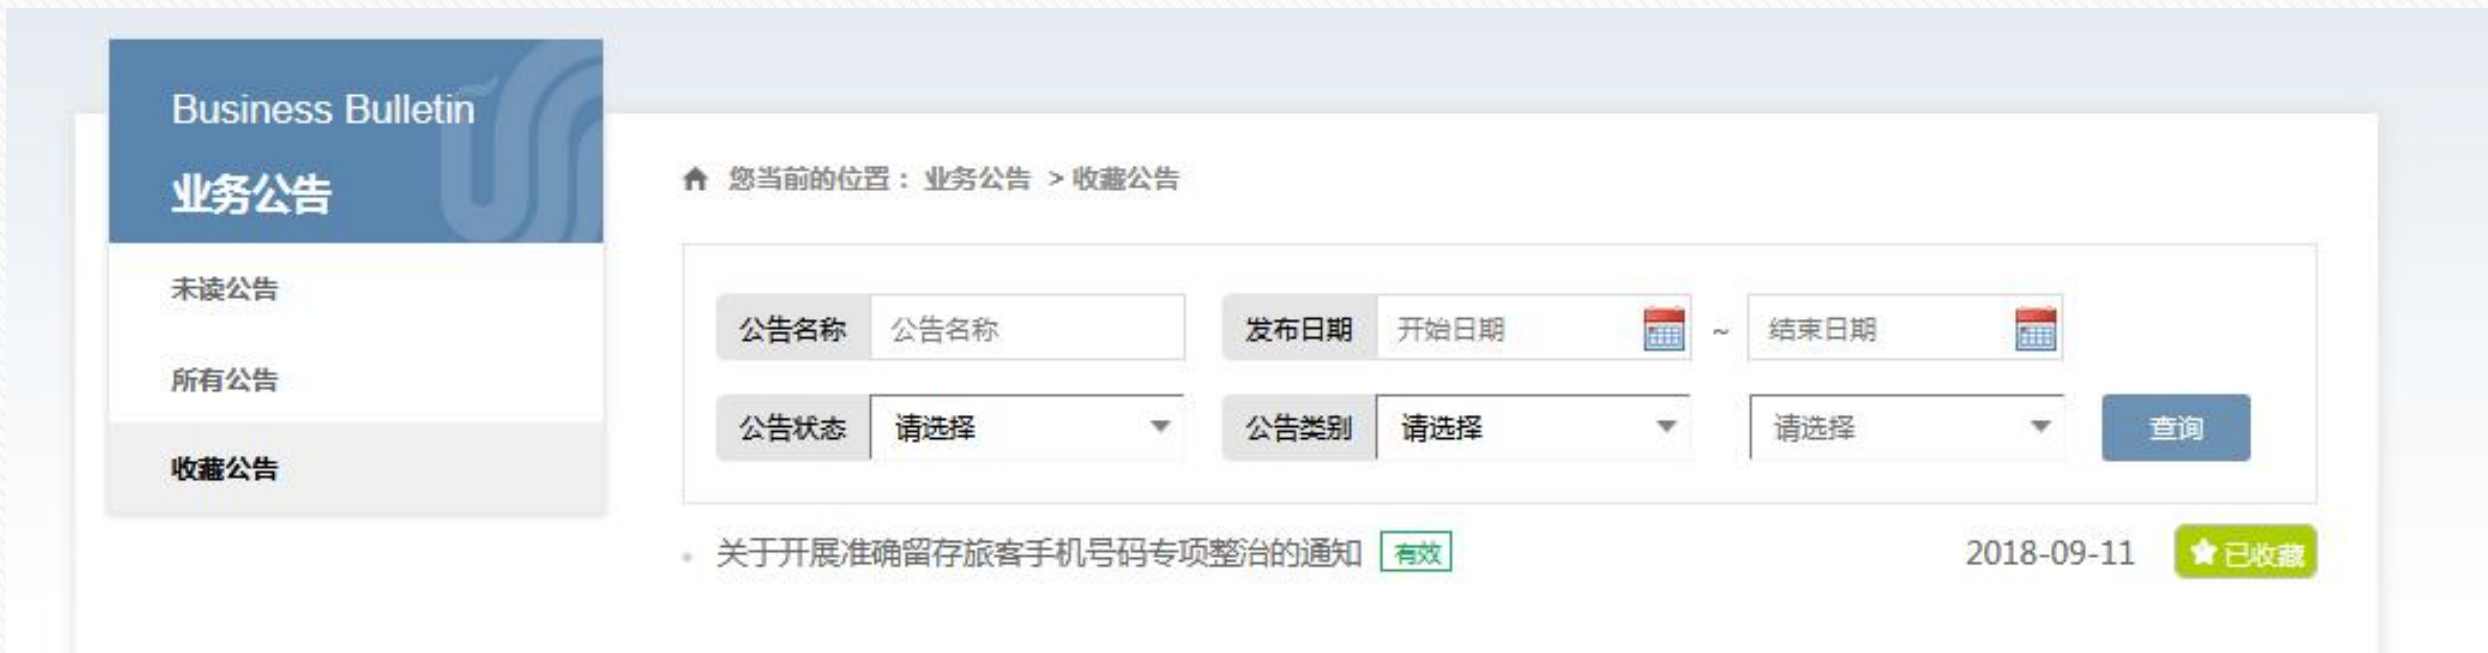 Business Bulletin
业务公告
未读公告
所有公告
收藏公告
您当前的位置： 业务公告 > 收藏公告
公告名称 公告名称 发布日期 开始日期 ~ 结束日期
公告状态 请选择 公告类别 请选择 请选择 查询
关于开展准确留存旅客手机号码专项整治的通知 有效 2018-09-11 已收藏